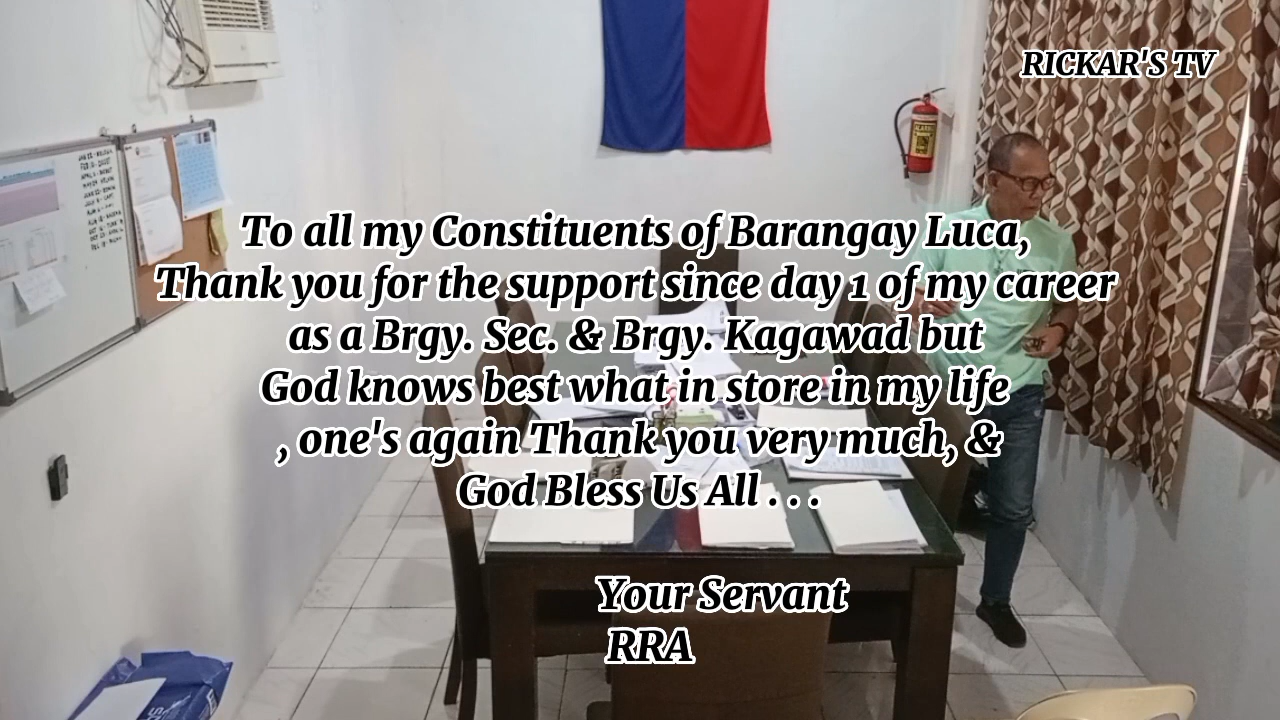 RICKAR'S TV
To all my Constituents of Barangay Luca,
Thank you for the support since day 1 of my career
as a Brgy. Sec. & Brgy. Kagawad but
God knows best what in store in my life
, one's again Thank you very much, &
God Bless Us All . . .
Your Servant
RRA